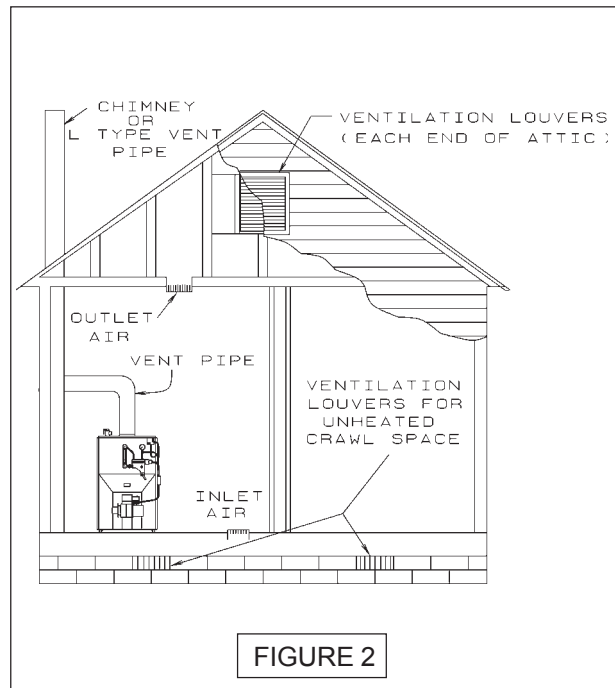 CHIMNEY
OR
L TYPE VENT
PIPE
VENTILATION LOUVERS
(EACH END OF ATTIC)
OUTLET
AIR
VENT PIPE
VENTILATION
LOUVERS FOR
UNHEATED
CRAWL SPACE
INLET
AIR
FIGURE 2